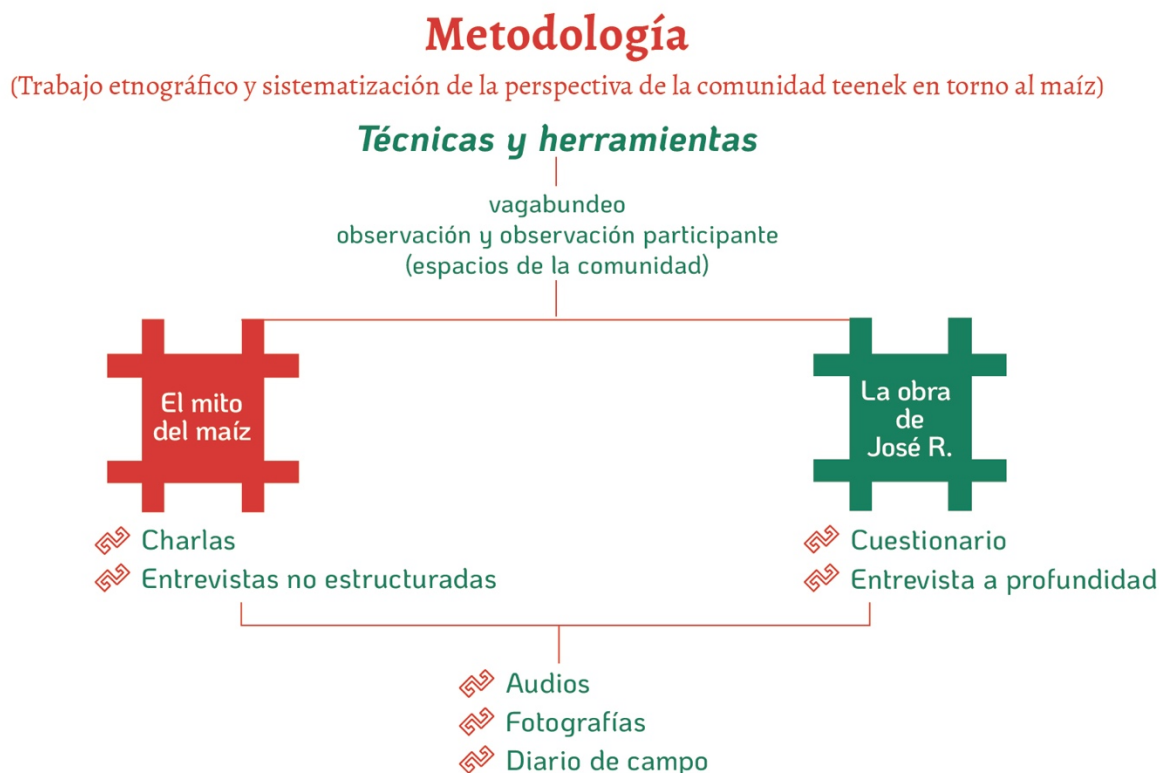 Metodología
(Trabajo etnográfico y sistematización de la perspectiva de la comunidad teenek en torno al maíz)
Técnicas y herramientas
vagabundeo
observación y observación participante
(espacios de la comunidad)
El mito
del maíz
Charlas
Entrevistas no estructuradas
La obra
de
José R.
Cuestionario
Entrevista a profundidad
Audios
Fotografías
Diario de campo